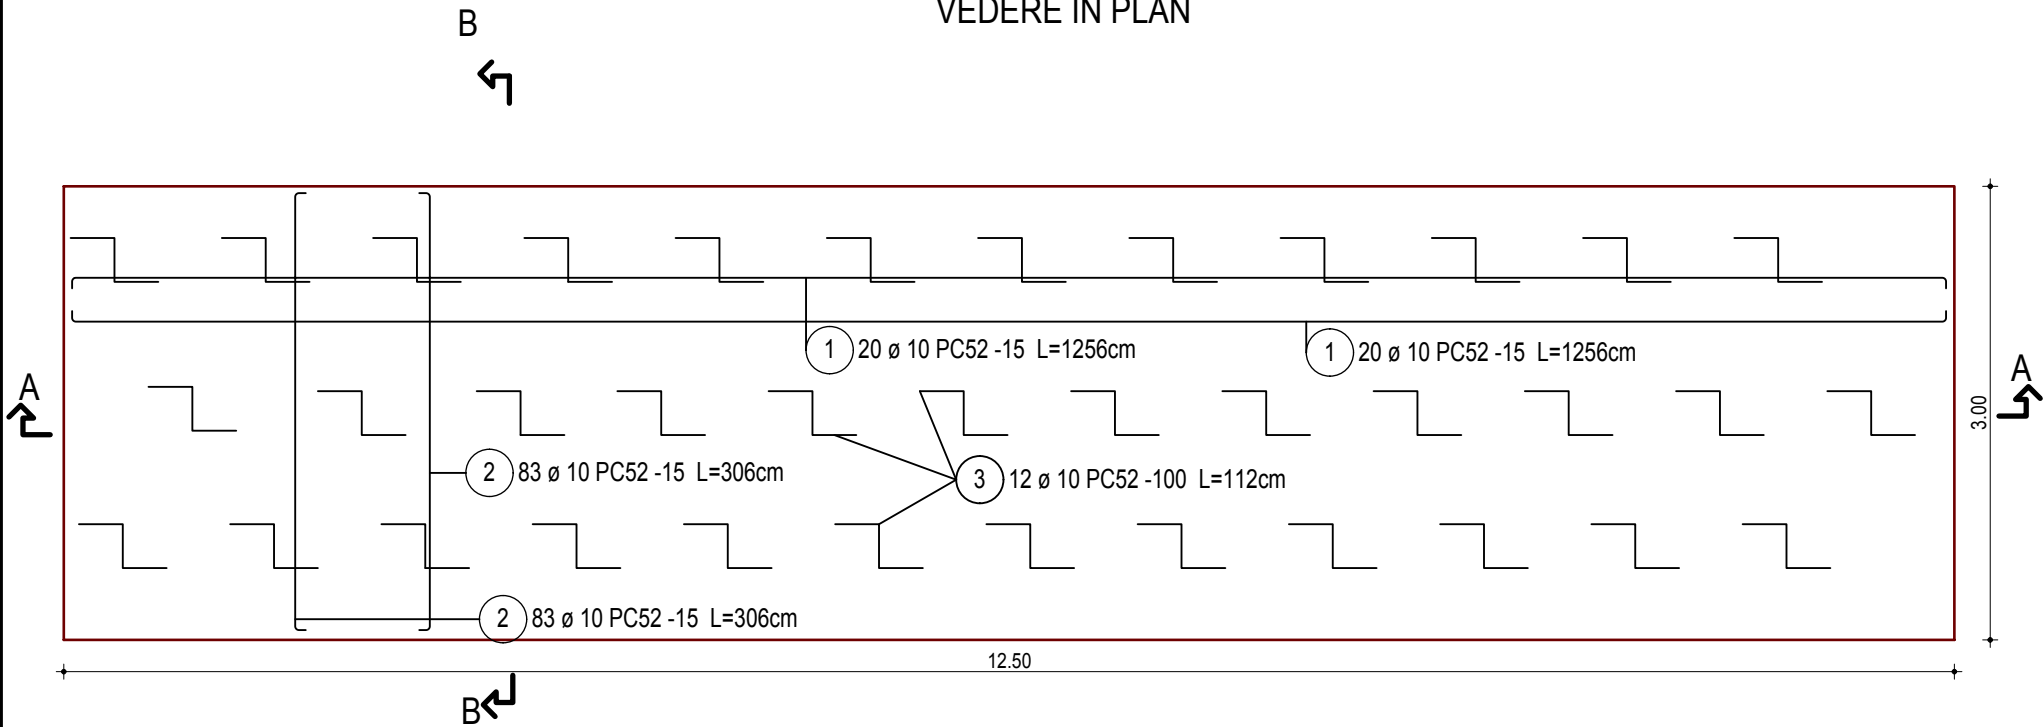 VEDERE IN PLAN
B
1 20 ø 10 PC52 -15 L=1256cm
1 20 ø 10 PC52 -15 L=1256cm
A
A
3.00
2 83 ø 10 PC52 -15 L=306cm
3 12 ø 10 PC52 -100 L=112cm
2 83 ø 10 PC52 -15 L=306cm
12.50
B